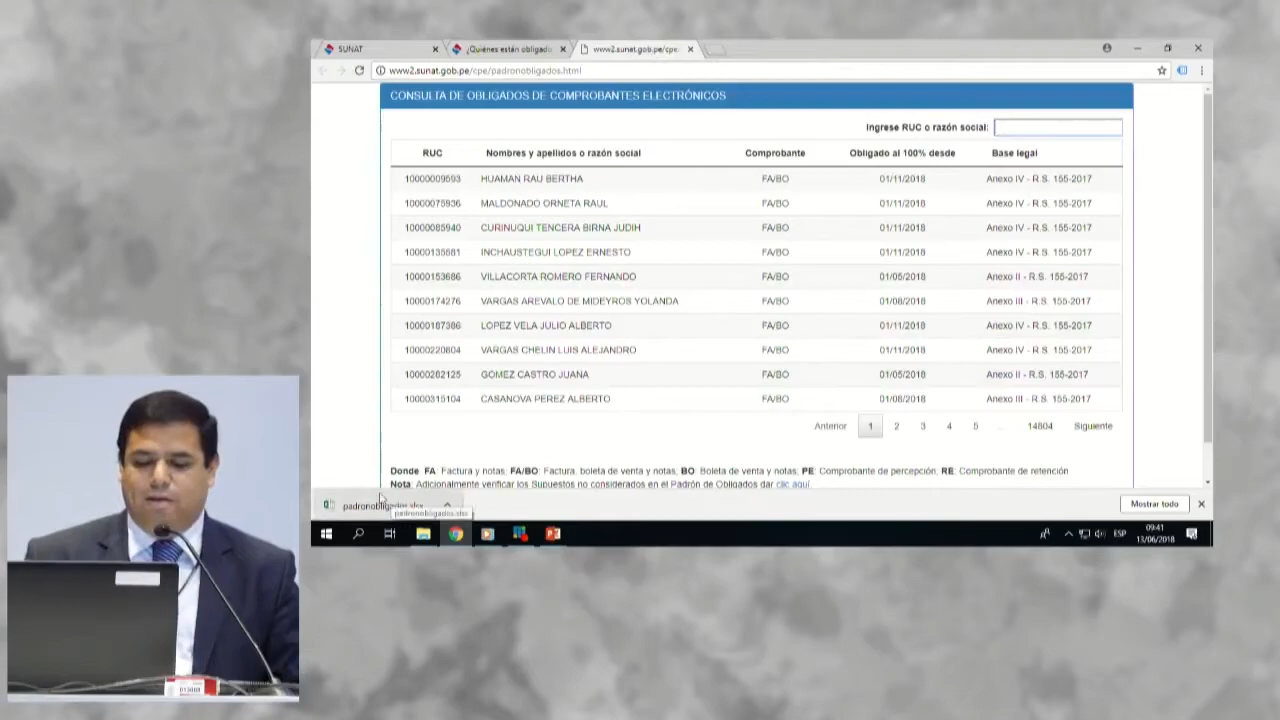 SUNAT
¿Quiénes están obligado
www2.sunat.gob.pe/cpe
www2.sunat.gob.pe/cpe/padronobligados.html
CONSULTA DE OBLIGADOS DE COMPROBANTES ELECTRÓNICOS
Ingrese RUC o razón social:
RUC Nombres y apellidos o razón social Comprobante Obligado al 100% desde Base legal
10000009593 HUAMAN RAU BERTHA FA/BO 01/11/2018 Anexo IV - R.S. 155-2017
10000075936 MALDONADO ORNETA RAUL FA/BO 01/11/2018 Anexo IV - R.S. 155-2017
10000085940 CURINUQUI TENCERA BIRNA JUDIH FA/BO 01/11/2018 Anexo IV - R.S. 155-2017
10000135581 INCHAUSTEGUI LOPEZ ERNESTO FA/BO 01/11/2018 Anexo IV - R.S. 155-2017
10000153686 VILLACORTA ROMERO FERNANDO FA/BO 01/05/2018 Anexo II - R.S. 155-2017
10000174276 VARGAS AREVALO DE MIDEYROS YOLANDA FA/BO 01/08/2018 Anexo III - R.S. 155-2017
10000187386 LOPEZ VELA JULIO ALBERTO FA/BO 01/11/2018 Anexo IV - R.S. 155-2017
10000220804 VARGAS CHELIN LUIS ALEJANDRO FA/BO 01/11/2018 Anexo IV - R.S. 155-2017
10000282125 GOMEZ CASTRO JUANA FA/BO 01/05/2018 Anexo II - R.S. 155-2017
10000315104 CASANOVA PEREZ ALBERTO FA/BO 01/08/2018 Anexo III - R.S. 155-2017
Anterior 1 2 3 4 5 ... 14804 Siguiente
Donde FA: Factura y notas; FA/BO: Factura, boleta de venta y notas; BO: Boleta de venta y notas; PE: Comprobante de percepción; RE: Comprobante de retención
Nota: Adicionalmente verificar los Supuestos no considerados en el Padrón de Obligados dar clic aquí.
padronobligados.xlsx
padronobligados.xlsx
Mostrar todo
ESP
09:41
13/06/2018